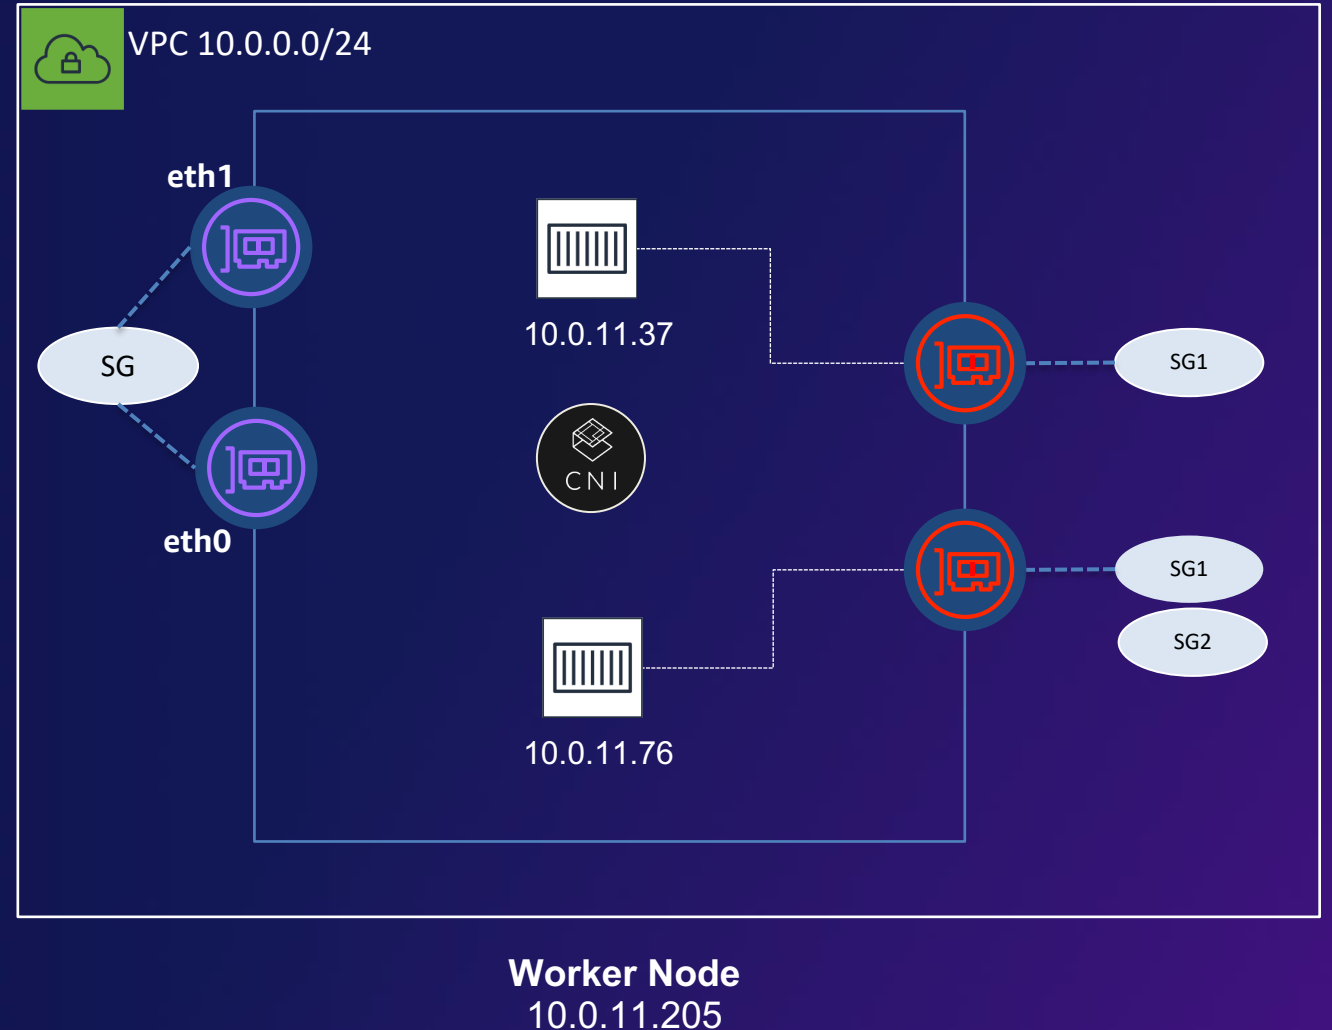 VPC 10.0.0.0/24
eth1
10.0.11.37
SG
SG1
CNI
eth0
SG1
SG2
10.0.11.76
Worker Node
10.0.11.205